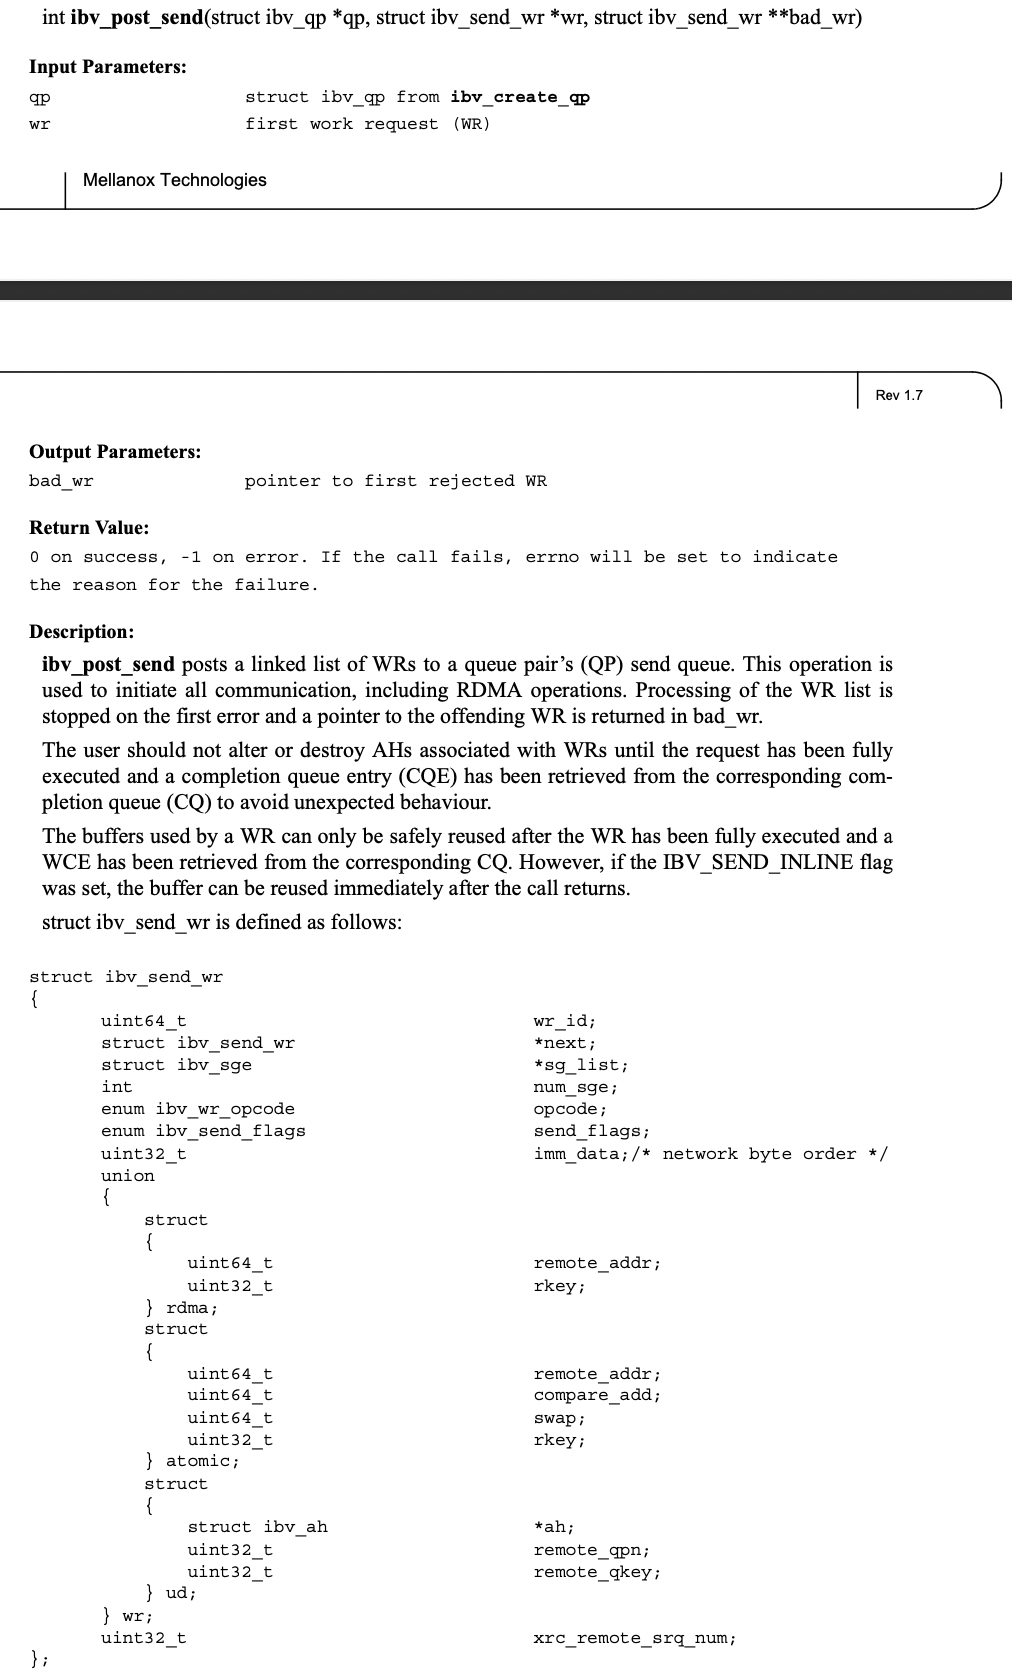 int ibv_post_send(struct ibv_qp *qp, struct ibv_send_wr *wr, struct ibv_send_wr **bad_wr)
Input Parameters:
qp struct ibv_qp from ibv_create_qp
wr first work request (WR)
Mellanox Technologies
Rev 1.7
Output Parameters:
bad_wr pointer to first rejected WR
Return Value:
0 on success, -1 on error. If the call fails, errno will be set to indicate
the reason for the failure.
Description:
ibv_post_send posts a linked list of WRs to a queue pair's (QP) send queue. This operation is
used to initiate all communication, including RDMA operations. Processing of the WR list is
stopped on the first error and a pointer to the offending WR is returned in bad_wr.
The user should not alter or destroy AHs associated with WRs until the request has been fully
executed and a completion queue entry (CQE) has been retrieved from the corresponding com-
pletion queue (CQ) to avoid unexpected behaviour.
The buffers used by a WR can only be safely reused after the WR has been fully executed and a
WCE has been retrieved from the corresponding CQ. However, if the IBV_SEND_INLINE flag
was set, the buffer can be reused immediately after the call returns.
struct ibv_send_wr is defined as follows:
struct ibv_send_wr
{
uint64_t wr_id;
struct ibv_send_wr *next;
struct ibv_sge *sg_list;
int num_sge;
enum ibv_wr_opcode opcode;
enum ibv_send_flags send_flags;
uint32_t imm_data;/* network byte order */
union
{
struct
{
uint64_t remote_addr;
uint32_t rkey;
} rdma;
struct
{
uint64_t remote_addr;
uint64_t compare_add;
uint64_t swap;
uint32_t rkey;
} atomic;
struct
{
struct ibv_ah *ah;
uint32_t remote_qpn;
uint32_t remote_qkey;
} ud;
} wr;
uint32_t xrc_remote_srq_num;
};